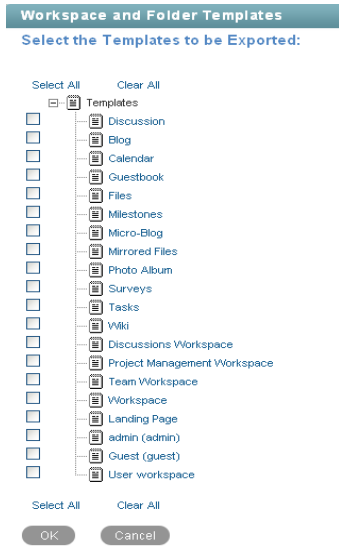 Workspace and Folder Templates
Select the Templates to be Exported:
Select All Clear All
Templates
Discussion
Blog
Calendar
Guestbook
Files
Milestones
Micro-Blog
Mirrored Files
Photo Album
Surveys
Tasks
Wiki
Discussions Workspace
Project Management Workspace
Team Workspace
Workspace
Landing Page
admin (admin)
Guest (guest)
User workspace
Select All Clear All
OK Cancel